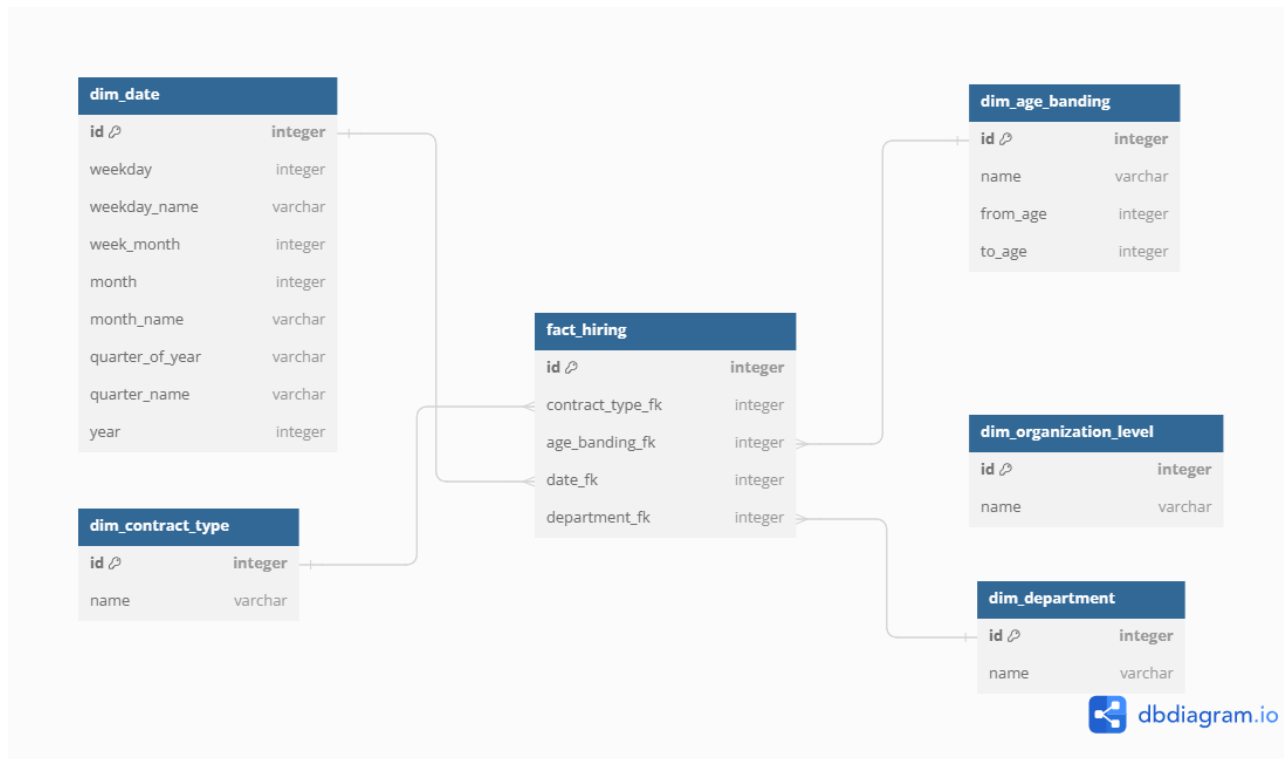 dim_date
id integer
weekday integer
weekday_name varchar
week_month integer
month integer
month_name varchar
quarter_of_year varchar
quarter_name varchar
year integer
dim_contract_type
id integer
name varchar
fact_hiring
id integer
contract_type_fk integer
age_banding_fk integer
date_fk integer
department_fk integer
dim_age_banding
id integer
name varchar
from_age integer
to_age integer
dim_organization_level
id integer
name varchar
dim_department
id integer
name varchar
dbdiagram.io